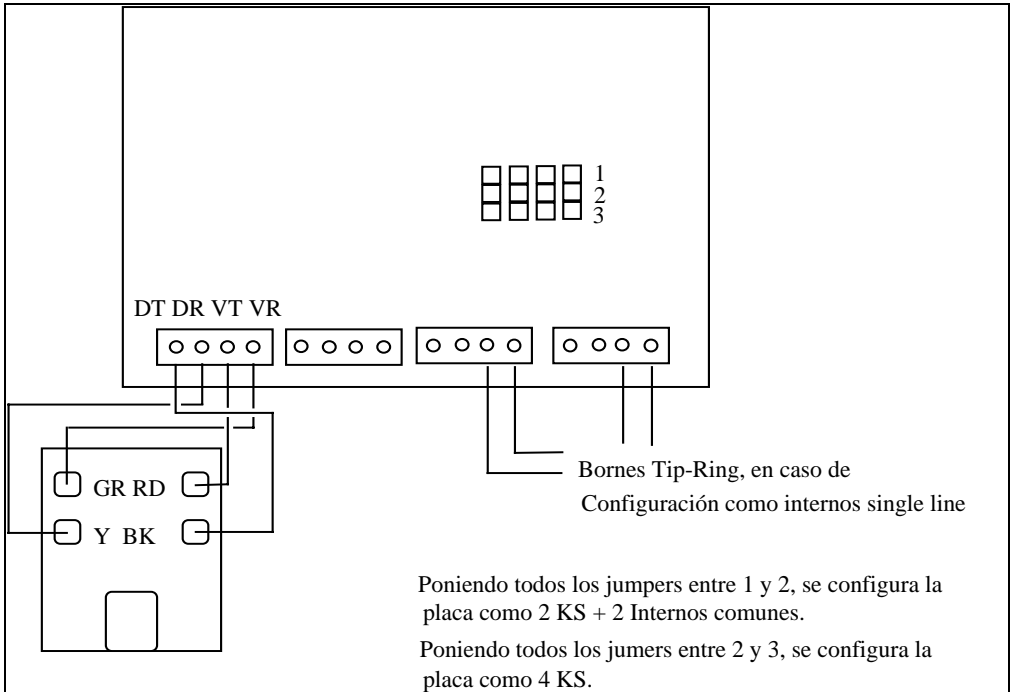 1
2
3
DT DR VT VR
GR RD
Y BK
Bornes Tip-Ring, en caso de
Configuración como internos single line
Poniendo todos los jumpers entre 1 y 2, se configura la
placa como 2 KS + 2 Internos comunes.
Poniendo todos los jumers entre 2 y 3, se configura la
placa como 4 KS.